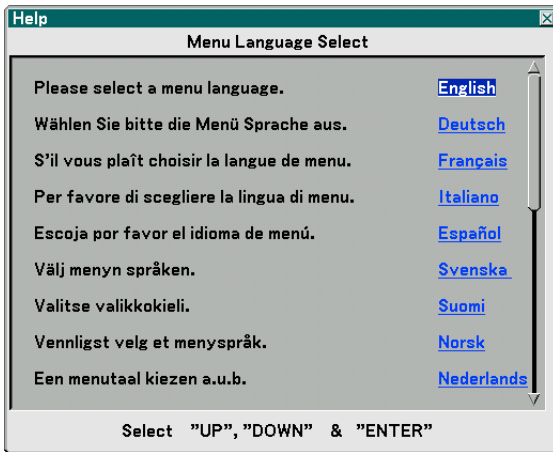 Help
Menu Language Select
Please select a menu language. English
Wählen Sie bitte die Menü Sprache aus. Deutsch
S'il vous plaît choisir la langue de menu. Français
Per favore di scegliere la lingua di menu. Italiano
Escoja por favor el idioma de menú. Español
Välj menyn språken. Svenska
Valitse valikkokieli. Suomi
Vennligst velg et menyspråk. Norsk
Een menutaal kiezen a.u.b. Nederlands
Select "UP", "DOWN" & "ENTER"